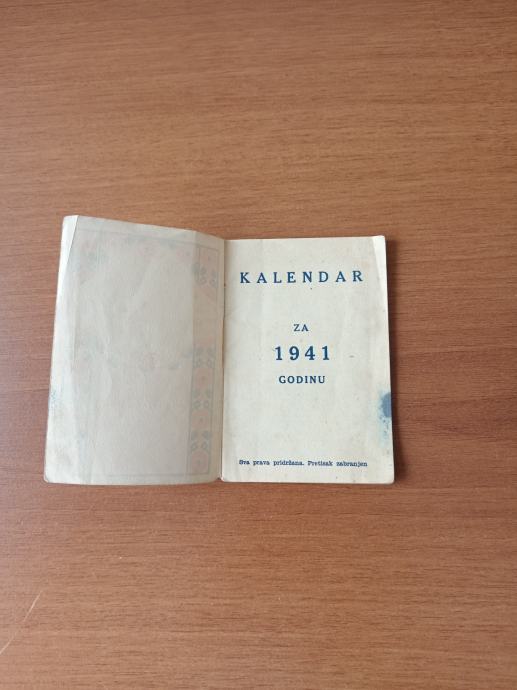 KALENDAR
ZA
1941
GODINU
Sva prava pridržana. Pretisak zabranjen